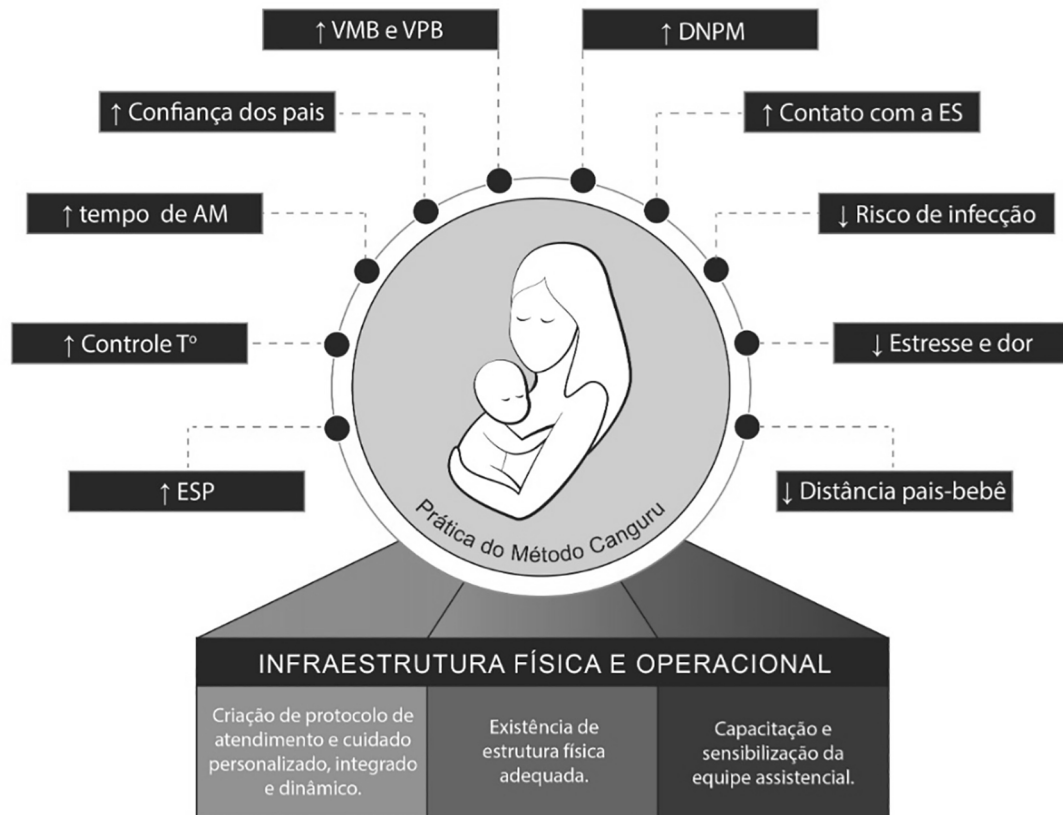 ↑ VMB e VPB
↑ DNPM
↑ Confiança dos pais
↑ Contato com a ES
↑ tempo de AM
↓ Risco de infecção
↑ Controle Tº
↓ Estresse e dor
↑ ESP
↓ Distância pais-bebê
Prática do Método Canguru
INFRAESTRUTURA FÍSICA E OPERACIONAL
Criação de protocolo de
atendimento e cuidado
personalizado, integrado
e dinâmico.
Existência de
estrutura física
adequada.
Capacitação e
sensibilização da
equipe assistencial.